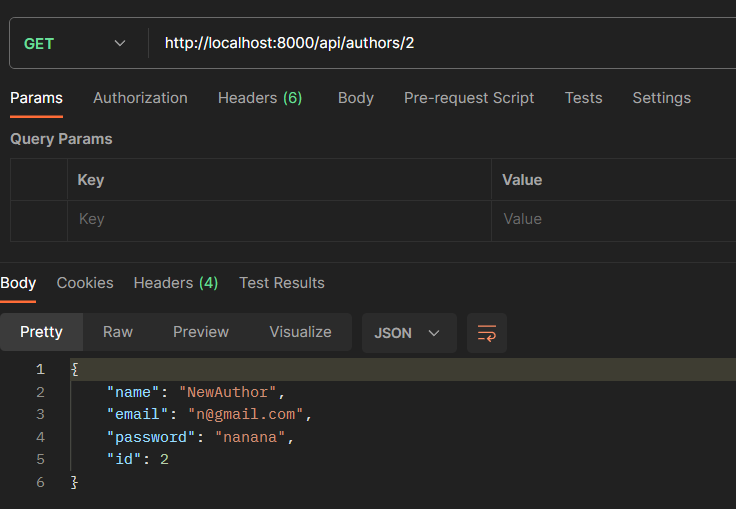 GET http://localhost:8000/api/authors/2
Params Authorization Headers (6) Body Pre-request Script Tests Settings
Query Params
Key Value
Key Value
Body Cookies Headers (4) Test Results
Pretty Raw Preview Visualize JSON
1 {
2 "name": "NewAuthor",
3 "email": "n@gmail.com",
4 "password": "nanana",
5 "id": 2
6 }